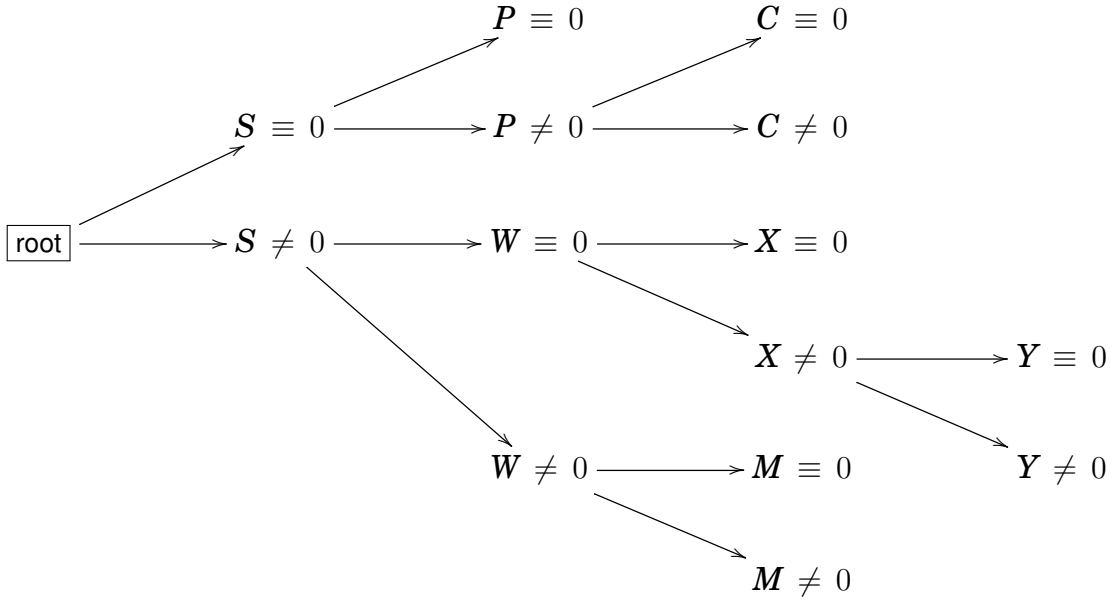 P ≡ 0 C ≡ 0
S ≡ 0 P ≠ 0 C ≠ 0
root S ≠ 0 W ≡ 0 X ≡ 0
X ≠ 0 Y ≡ 0
W ≠ 0 M ≡ 0 Y ≠ 0
M ≠ 0